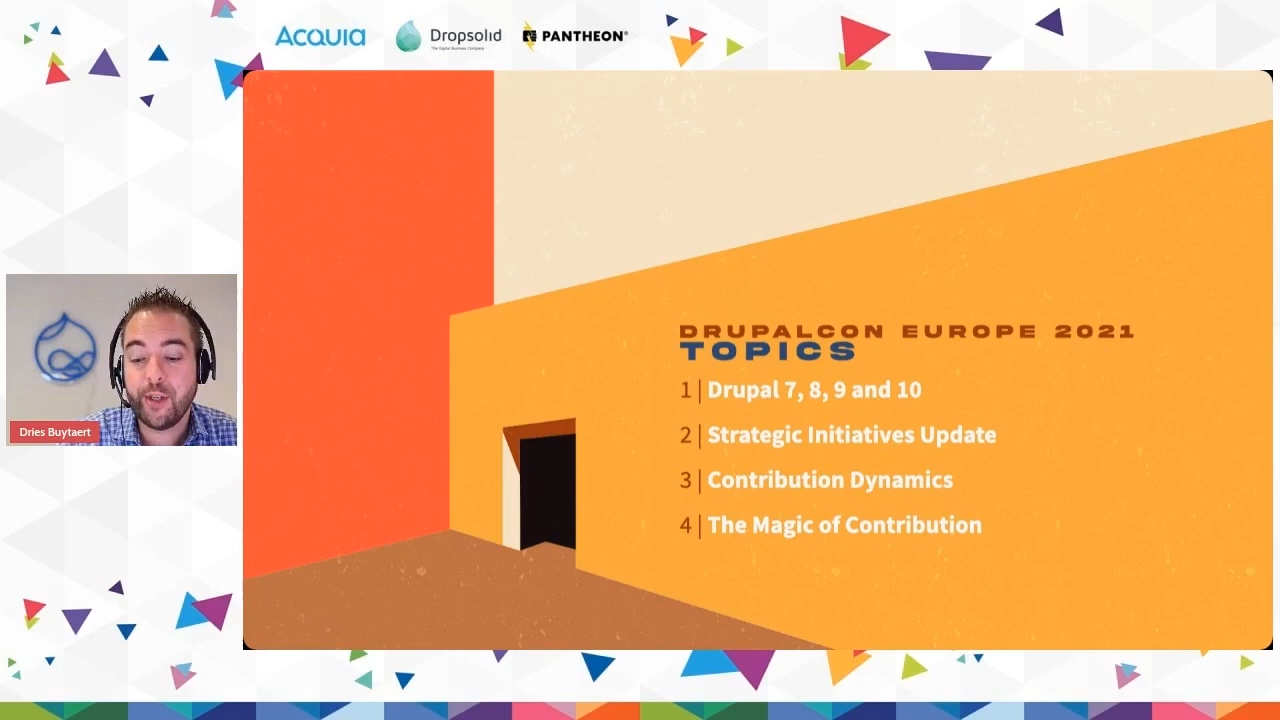 ACQUIA
Dropsolid
The Digital Business Company
PANTHEON
DRUPALCON EUROPE 2021
TOPICS
1 | Drupal 7, 8, 9 and 10
2 | Strategic Initiatives Update
3 | Contribution Dynamics
4 | The Magic of Contribution
Dries Buytaert